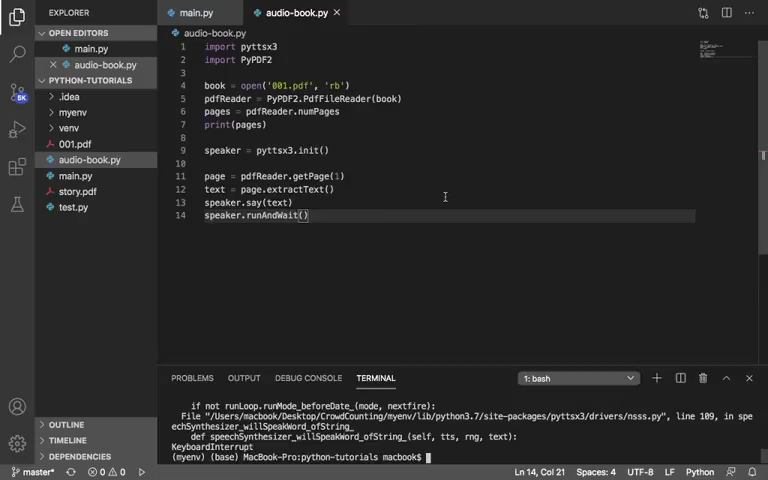 EXPLORER
OPEN EDITORS
main.py
audio-book.py
PYTHON-TUTORIALS
.idea
myenv
venv
001.pdf
audio-book.py
main.py
story.pdf
test.py
OUTLINE
TIMELINE
DEPENDENCIES
5K
main.py
audio-book.py
audio-book.py
1 import pyttsx3
2 import PyPDF2
3
4 book = open('001.pdf', 'rb')
5 pdfReader = PyPDF2.PdfFileReader(book)
6 pages = pdfReader.numPages
7 print(pages)
8
9 speaker = pyttsx3.init()
10
11 page = pdfReader.getPage(1)
12 text = page.extractText()
13 speaker.say(text)
14 speaker.runAndWait()
PROBLEMS OUTPUT DEBUG CONSOLE TERMINAL 1: bash
if not runLoop.runMode_beforeDate_(mode, nextfire):
File "/Users/macbook/Desktop/CrowdCounting/myenv/lib/python3.7/site-packages/pyttsx3/drivers/nsss.py", line 109, in spe
echSynthesizer_willSpeakWord_ofString_
def speechSynthesizer_willSpeakWord_ofString_(self, tts, rng, text):
KeyboardInterrupt
(myenv) (base) MacBook-Pro:python-tutorials macbook$
master* 0 0 Ln 14, Col 21 Spaces: 4 UTF-8 LF Python